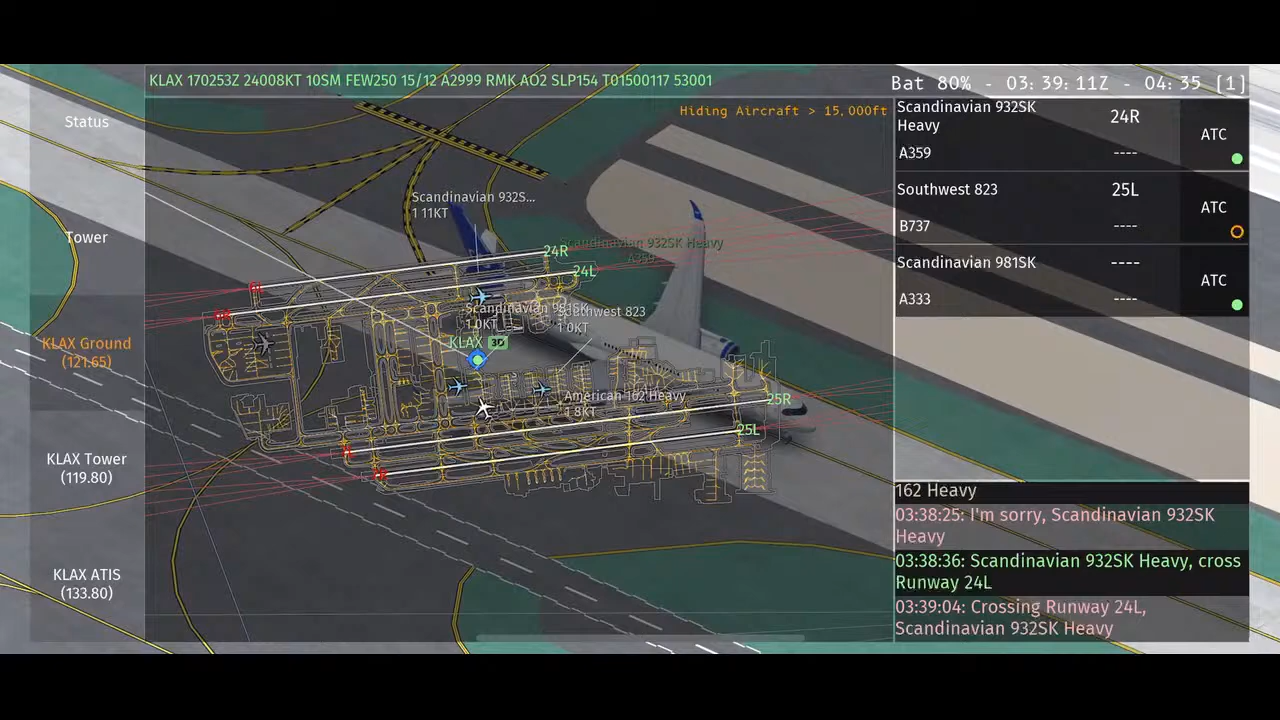 KLAX 170253Z 24008KT 10SM FEW250 15/12 A2999 RMK AO2 SLP154 T01500117 53001
Bat 80% - 03:39:11Z - 04:35 [1]
Hiding Aircraft > 15,000ft
Status
Tower
KLAX Ground
(121.65)
KLAX Tower
(119.80)
KLAX ATIS
(133.80)
Scandinavian 932S...
1 11KT
24R
Scandinavian 932SK Heavy
A359
24L
Scandinavian 981SK
1 0KT
Southwest 823
1 0KT
KLAX 3D
American 162 Heavy
1 8KT
25R
25L
Scandinavian 932SK
Heavy
24R
ATC
A359
----
Southwest 823
25L
ATC
B737
----
Scandinavian 981SK
----
ATC
A333
----
162 Heavy
03:38:25: I'm sorry, Scandinavian 932SK
Heavy
03:38:36: Scandinavian 932SK Heavy, cross
Runway 24L
03:39:04: Crossing Runway 24L,
Scandinavian 932SK Heavy